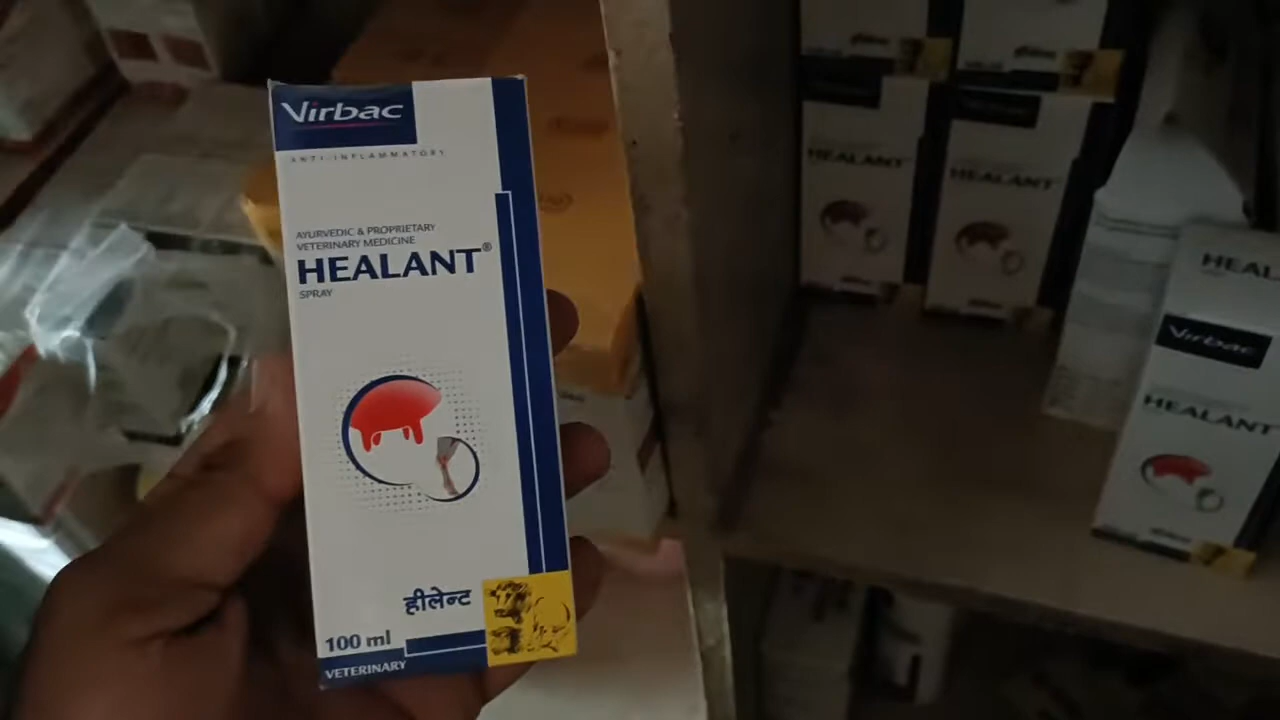 Virbac
ANTI-INFLAMMATORY
AYURVEDIC & PROPRIETARY
VETERINARY MEDICINE
HEALANT®
SPRAY
हीलेन्ट
100 ml
VETERINARY
HEALANT
HEALANT
HEAL
Virbac
HEALANT